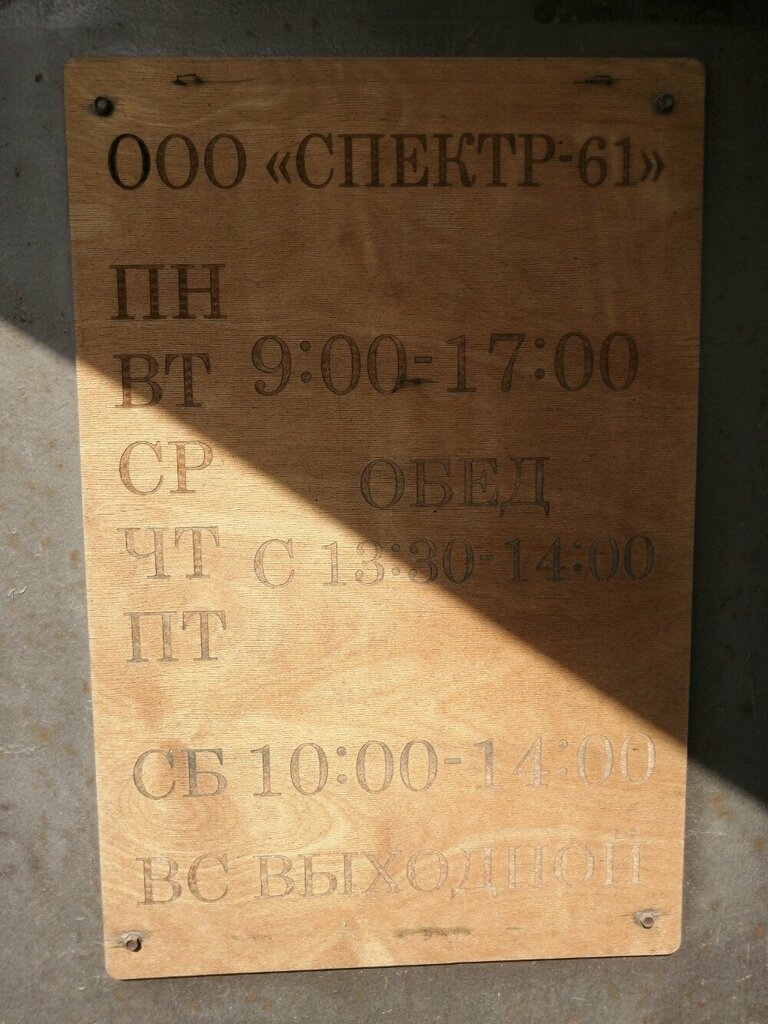 ООО «СПЕКТР-61»
ПН
ВТ 9:00-17:00
СР ОБЕД
ЧТ С 13:30-14:00
ПТ
СБ 10:00-14:00
ВС ВЫХОДНОЙ